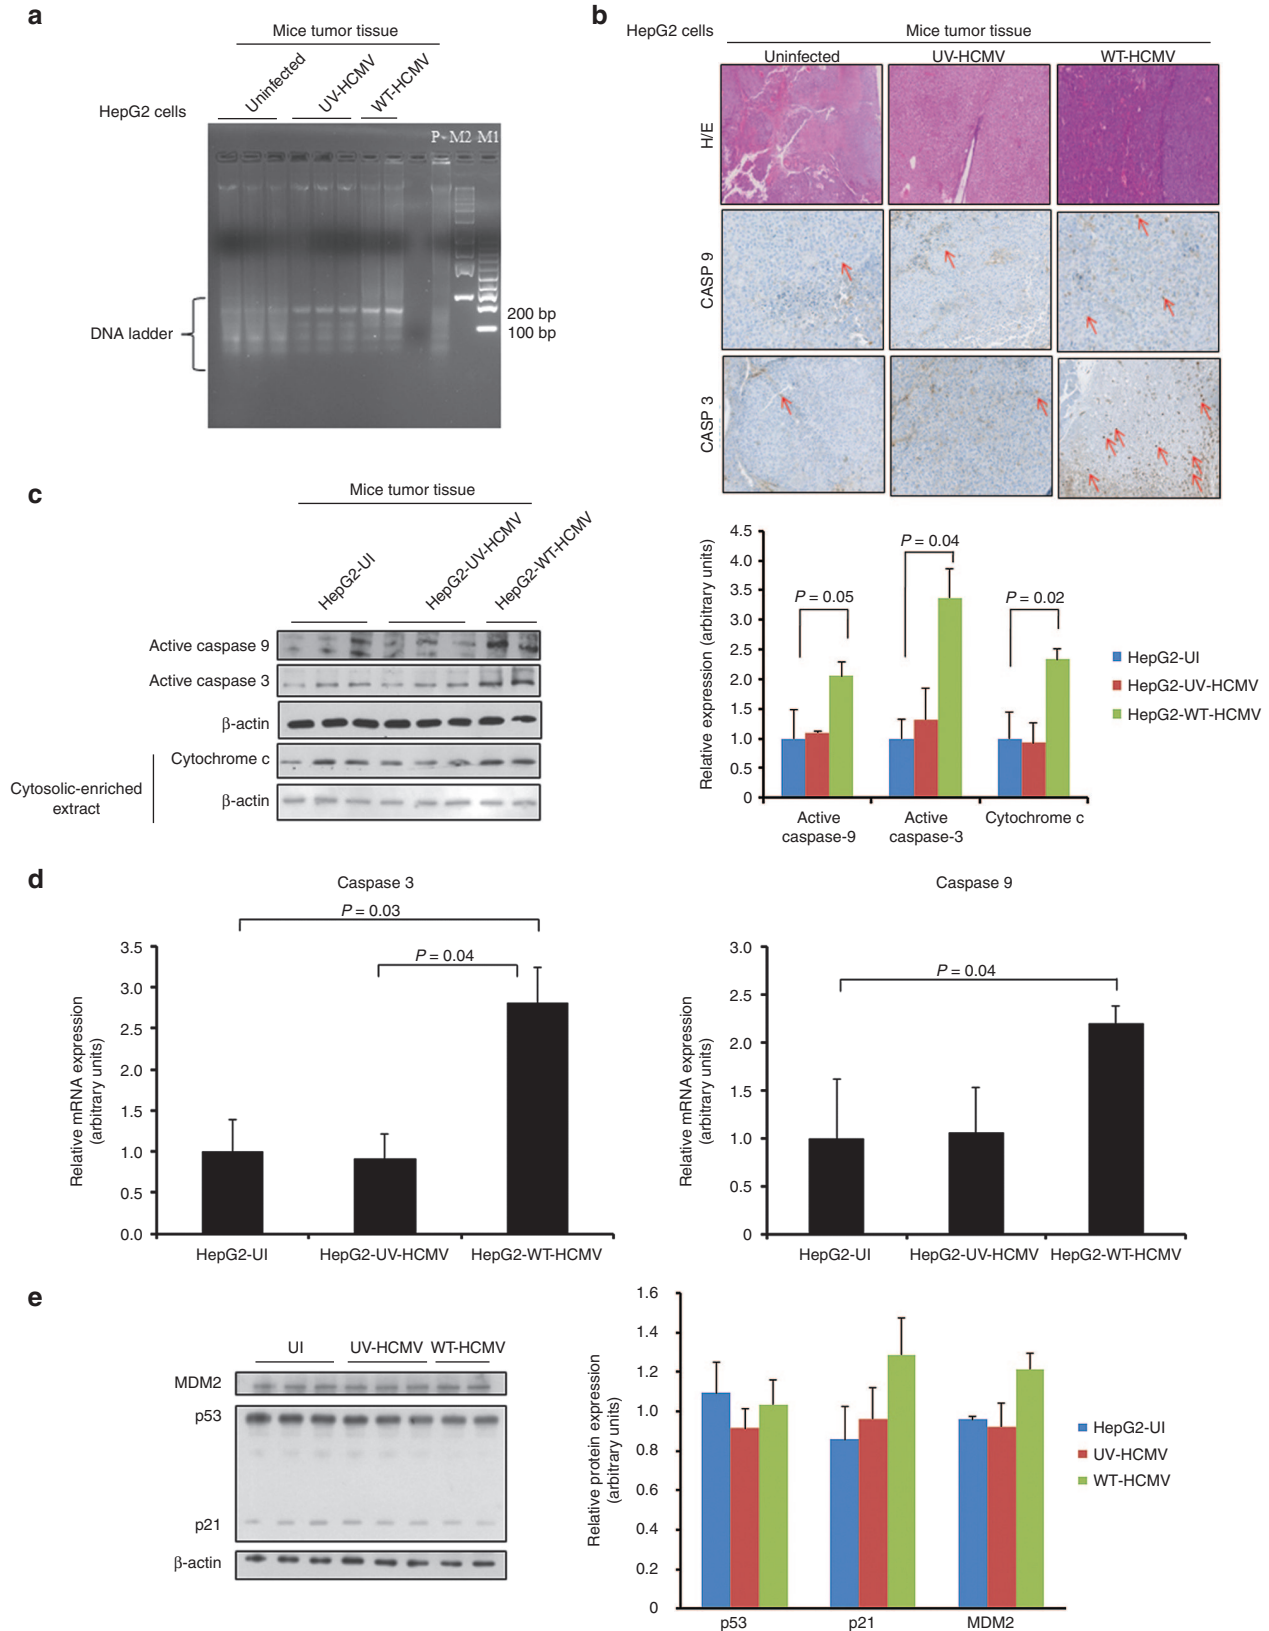 a
Mice tumor tissue
Uninfected
UV-HCMV
WT-HCMV
HepG2 cells
P
M2
M1
DNA ladder
200 bp
100 bp
b
HepG2 cells
Mice tumor tissue
Uninfected
UV-HCMV
WT-HCMV
H/E
CASP 9
CASP 3
c
Mice tumor tissue
HepG2-UI
HepG2-UV-HCMV
HepG2-WT-HCMV
Active caspase 9
Active caspase 3
β-actin
Cytochrome c
β-actin
Cytosolic-enriched
extract
Relative expression (arbitrary units)
4.5
4.0
3.5
3.0
2.5
2.0
1.5
1.0
0.5
0
P = 0.05
P = 0.04
P = 0.02
Active
caspase-9
Active
caspase-3
Cytochrome c
HepG2-UI
HepG2-UV-HCMV
HepG2-WT-HCMV
d
Caspase 3
P = 0.03
P = 0.04
Relative mRNA expression
(arbitrary units)
3.5
3.0
2.5
2.0
1.5
1.0
0.5
0.0
HepG2-UI
HepG2-UV-HCMV
HepG2-WT-HCMV
Caspase 9
P = 0.04
Relative mRNA expression
(arbitrary units)
3.0
2.5
2.0
1.5
1.0
0.5
0
HepG2-UI
HepG2-UV-HCMV
HepG2-WT-HCMV
e
UI
UV-HCMV
WT-HCMV
MDM2
p53
p21
β-actin
Relative protein expression
(arbitrary units)
1.6
1.4
1.2
1.0
0.8
0.6
0.4
0.2
0
p53
p21
MDM2
HepG2-UI
UV-HCMV
WT-HCMV